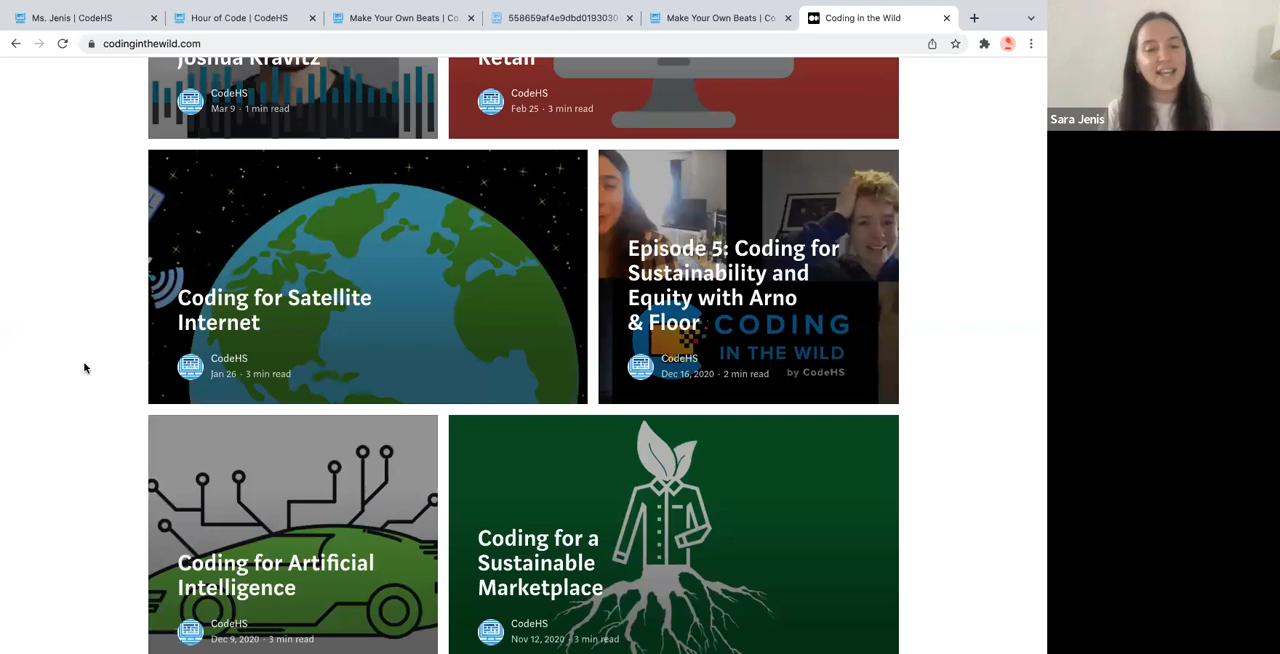 Ms. Jenis | CodeHS
Hour of Code | CodeHS
Make Your Own Beats | Co
558659af4e9dbd0193030
Make Your Own Beats | Co
Coding in the Wild
codinginthewild.com
Joshua Kravitz
CodeHS
Mar 9 · 1 min read
Retail
CodeHS
Feb 25 · 3 min read
Sara Jenis
Coding for Satellite
Internet
CodeHS
Jan 26 · 3 min read
Episode 5: Coding for
Sustainability and
Equity with Arno
& Floor
CODING
IN THE WILD
by CodeHS
CodeHS
Dec 16, 2020 · 2 min read
Coding for Artificial
Intelligence
CodeHS
Dec 9, 2020 · 3 min read
Coding for a
Sustainable
Marketplace
CodeHS
Nov 12, 2020 · 3 min read